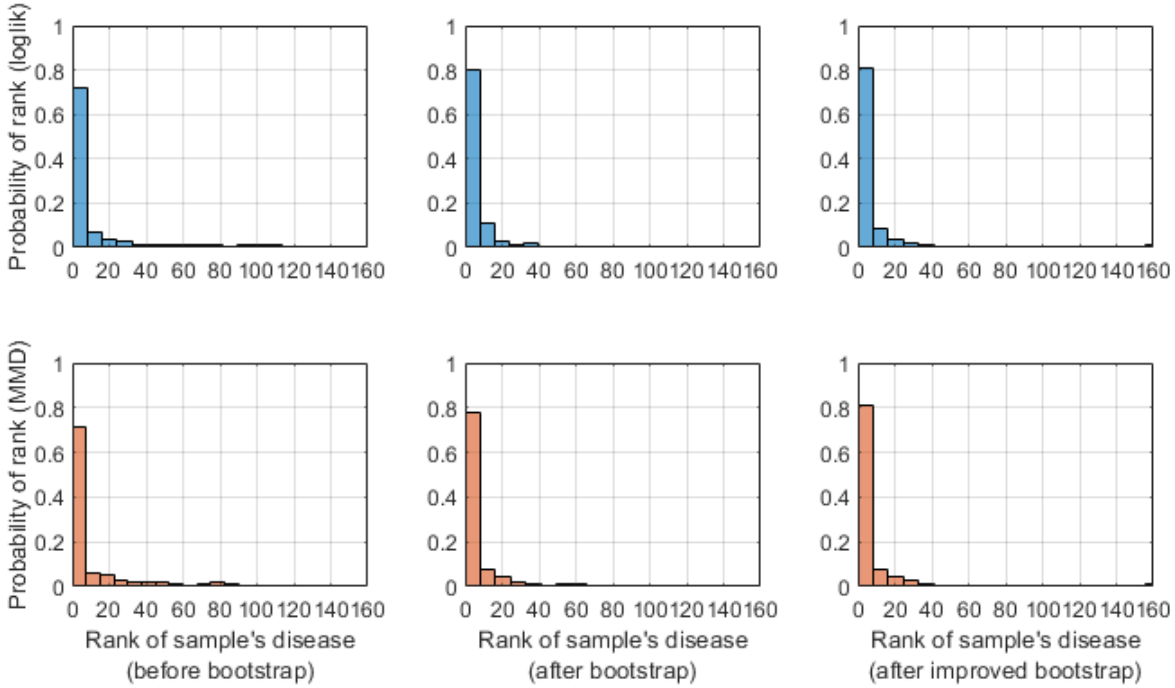 Probability of rank (loglik)
1
0.8
0.6
0.4
0.2
0
0 20 40 60 80 100 120 140 160
1
0.8
0.6
0.4
0.2
0
0 20 40 60 80 100 120 140 160
1
0.8
0.6
0.4
0.2
0
0 20 40 60 80 100 120 140 160
Probability of rank (MMD)
1
0.8
0.6
0.4
0.2
0
0 20 40 60 80 100 120 140 160
Rank of sample's disease
(before bootstrap)
1
0.8
0.6
0.4
0.2
0
0 20 40 60 80 100 120 140 160
Rank of sample's disease
(after bootstrap)
1
0.8
0.6
0.4
0.2
0
0 20 40 60 80 100 120 140 160
Rank of sample's disease
(after improved bootstrap)